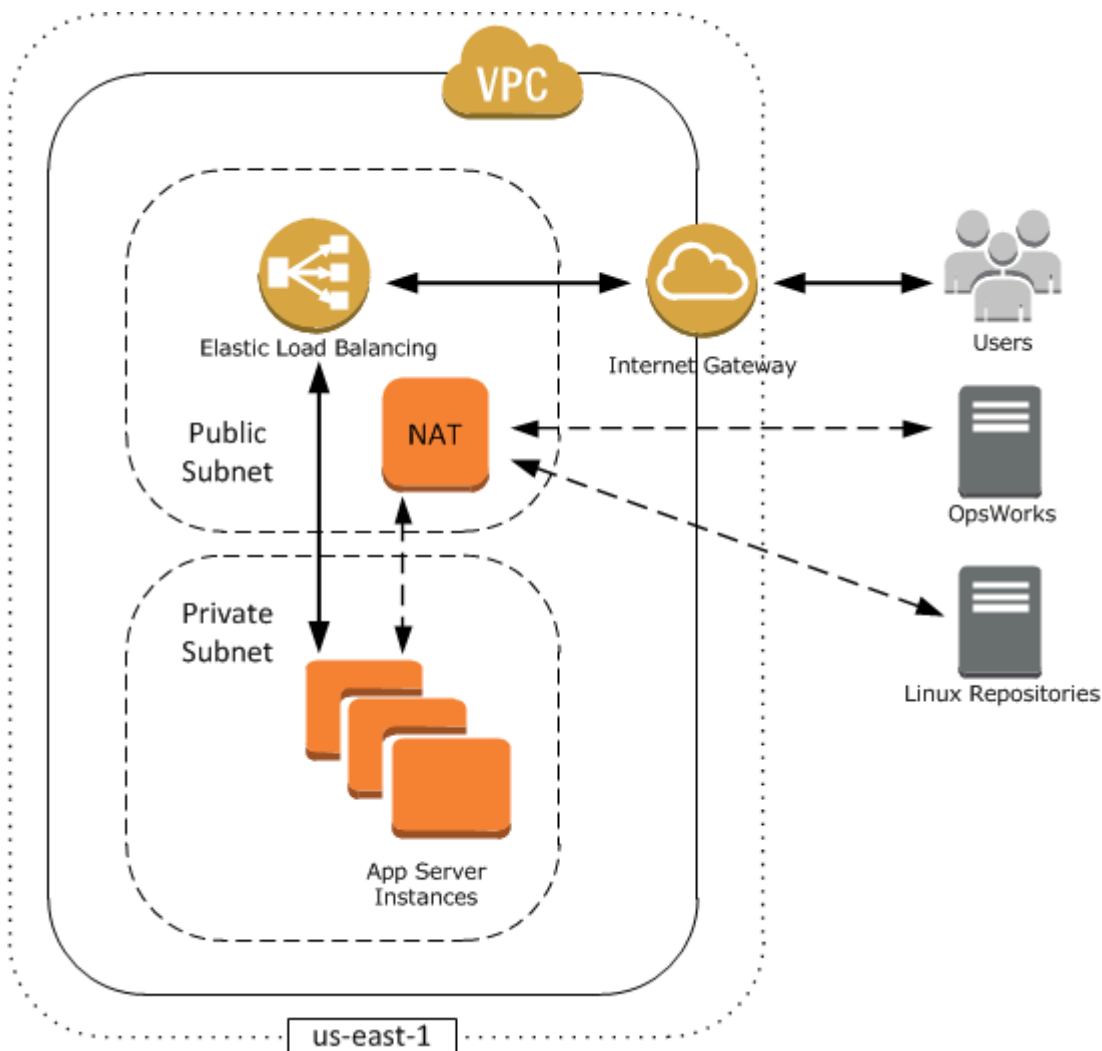 VPC
Elastic Load Balancing
Internet Gateway
Users
Public
Subnet
NAT
OpsWorks
Private
Subnet
Linux Repositories
App Server
Instances
us-east-1